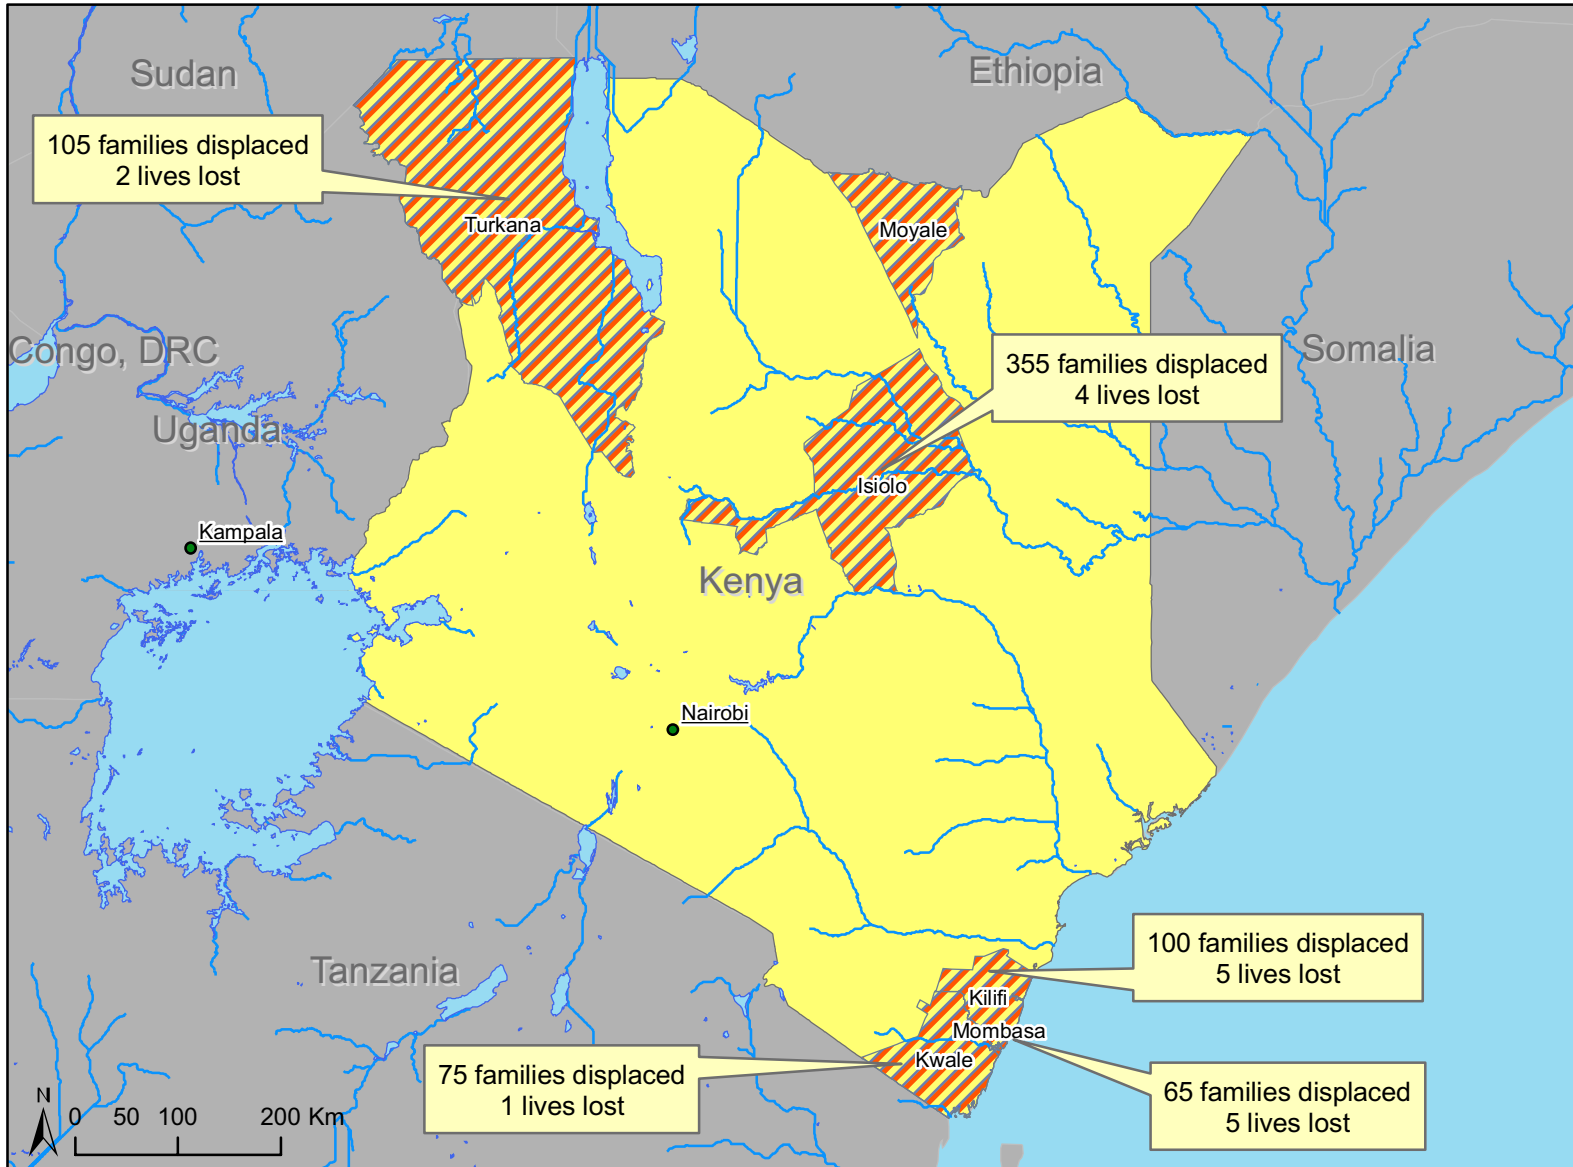 Sudan
Ethiopia
105 families displaced
2 lives lost
Turkana
Moyale
Congo, DRC
355 families displaced
4 lives lost
Somalia
Uganda
Isiolo
Kampala
Kenya
Nairobi
100 families displaced
5 lives lost
Tanzania
Kilifi
Mombasa
Kwale
75 families displaced
1 lives lost
65 families displaced
5 lives lost
N
0 50 100 200 Km